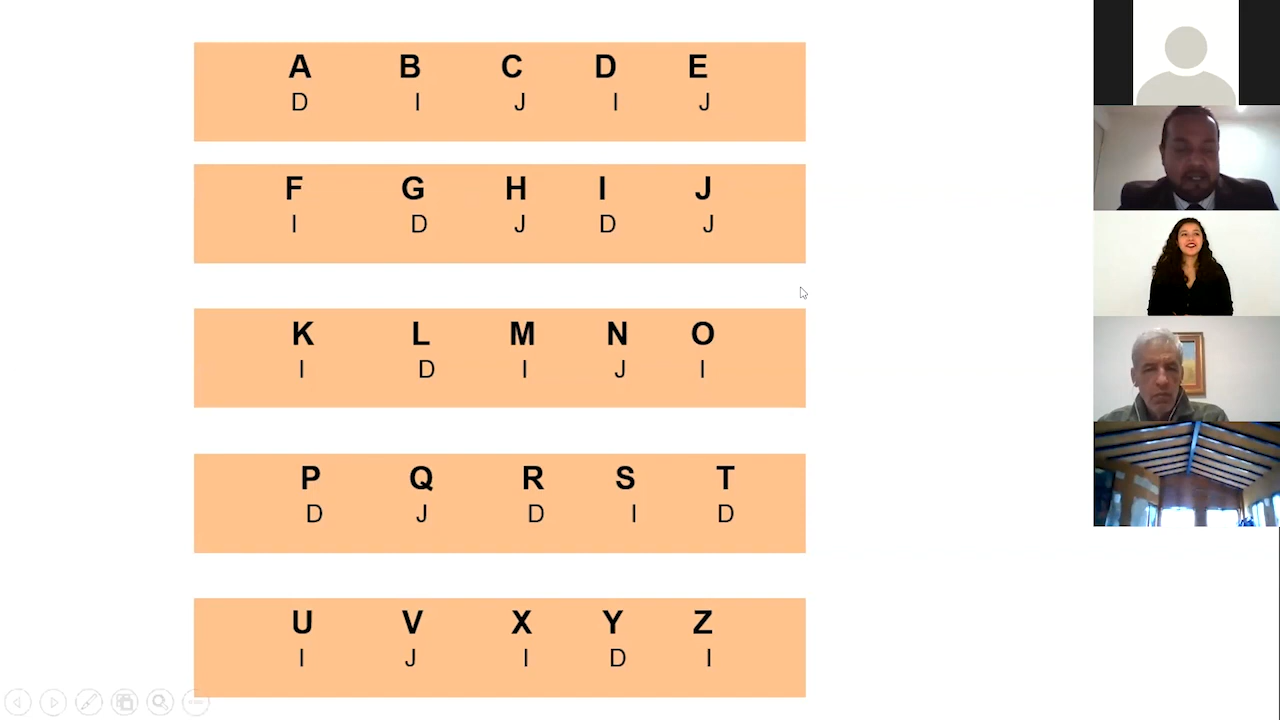 A B C D E
D I J I J
F G H I J
I D J D J
K L M N O
I D I J I
P Q R S T
D J D I D
U V X Y Z
I J I D I